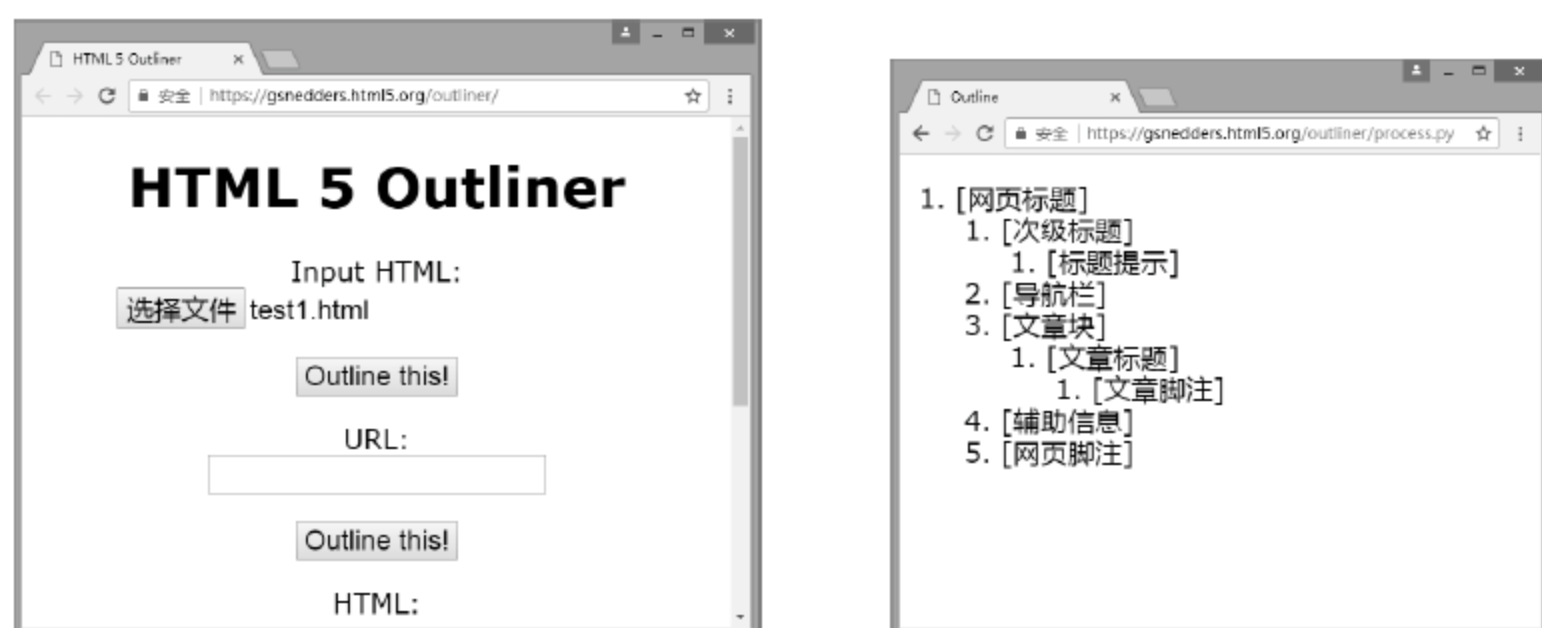 HTML 5 Outliner
安全 | https://gsnedders.html5.org/outliner/
HTML 5 Outliner
Input HTML:
选择文件 test1.html
Outline this!
URL:
Outline this!
HTML:
Outline
安全 | https://gsnedders.html5.org/outliner/process.py
1. [网页标题]
1. [次级标题]
1. [标题提示]
2. [导航栏]
3. [文章块]
1. [文章标题]
1. [文章脚注]
4. [辅助信息]
5. [网页脚注]